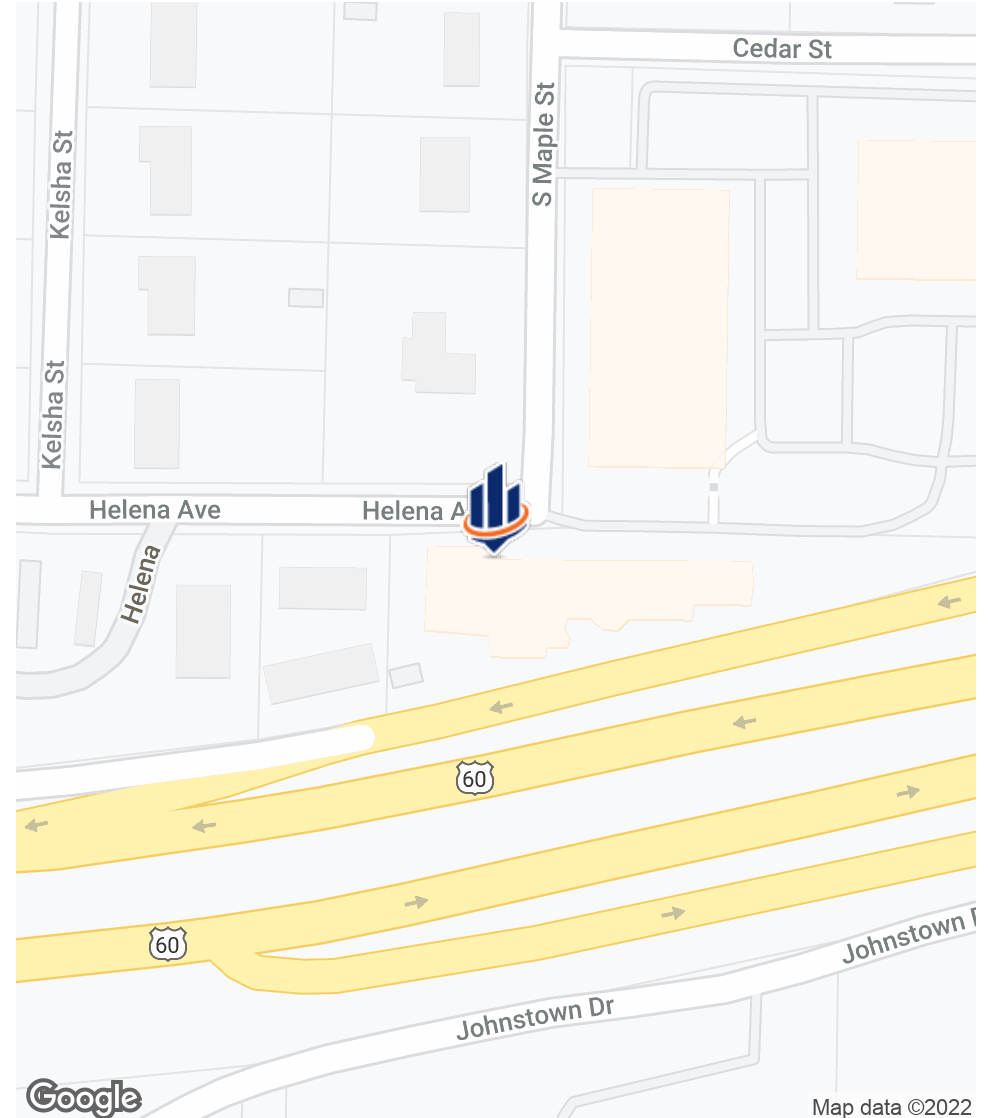 Cedar St
S Maple St
Kelsha St
Kelsha St
Helena Ave
Helena A
Helena
60
60
Johnstown D
Johnstown Dr
Google
Map data ©2022